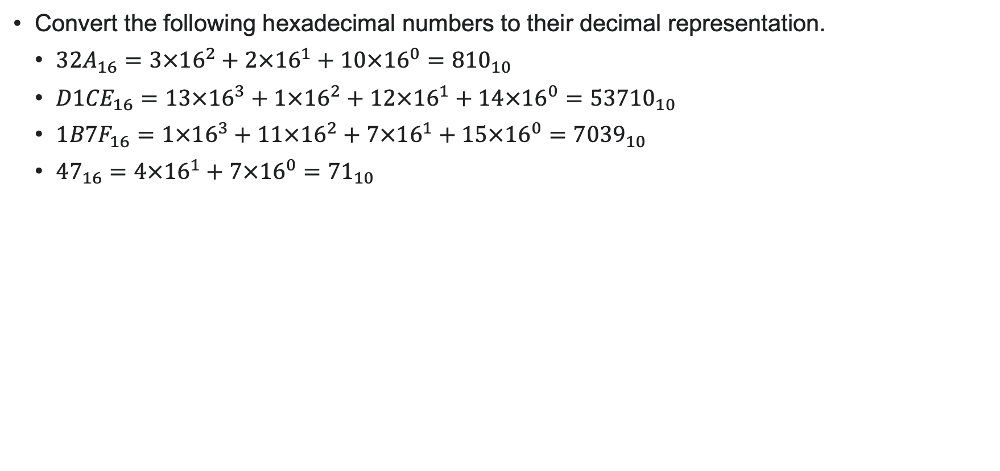 • Convert the following hexadecimal numbers to their decimal representation.
• 32A₁₆ = 3×16² + 2×16¹ + 10×16⁰ = 810₁₀
• D1CE₁₆ = 13×16³ + 1×16² + 12×16¹ + 14×16⁰ = 53710₁₀
• 1B7F₁₆ = 1×16³ + 11×16² + 7×16¹ + 15×16⁰ = 7039₁₀
• 47₁₆ = 4×16¹ + 7×16⁰ = 71₁₀